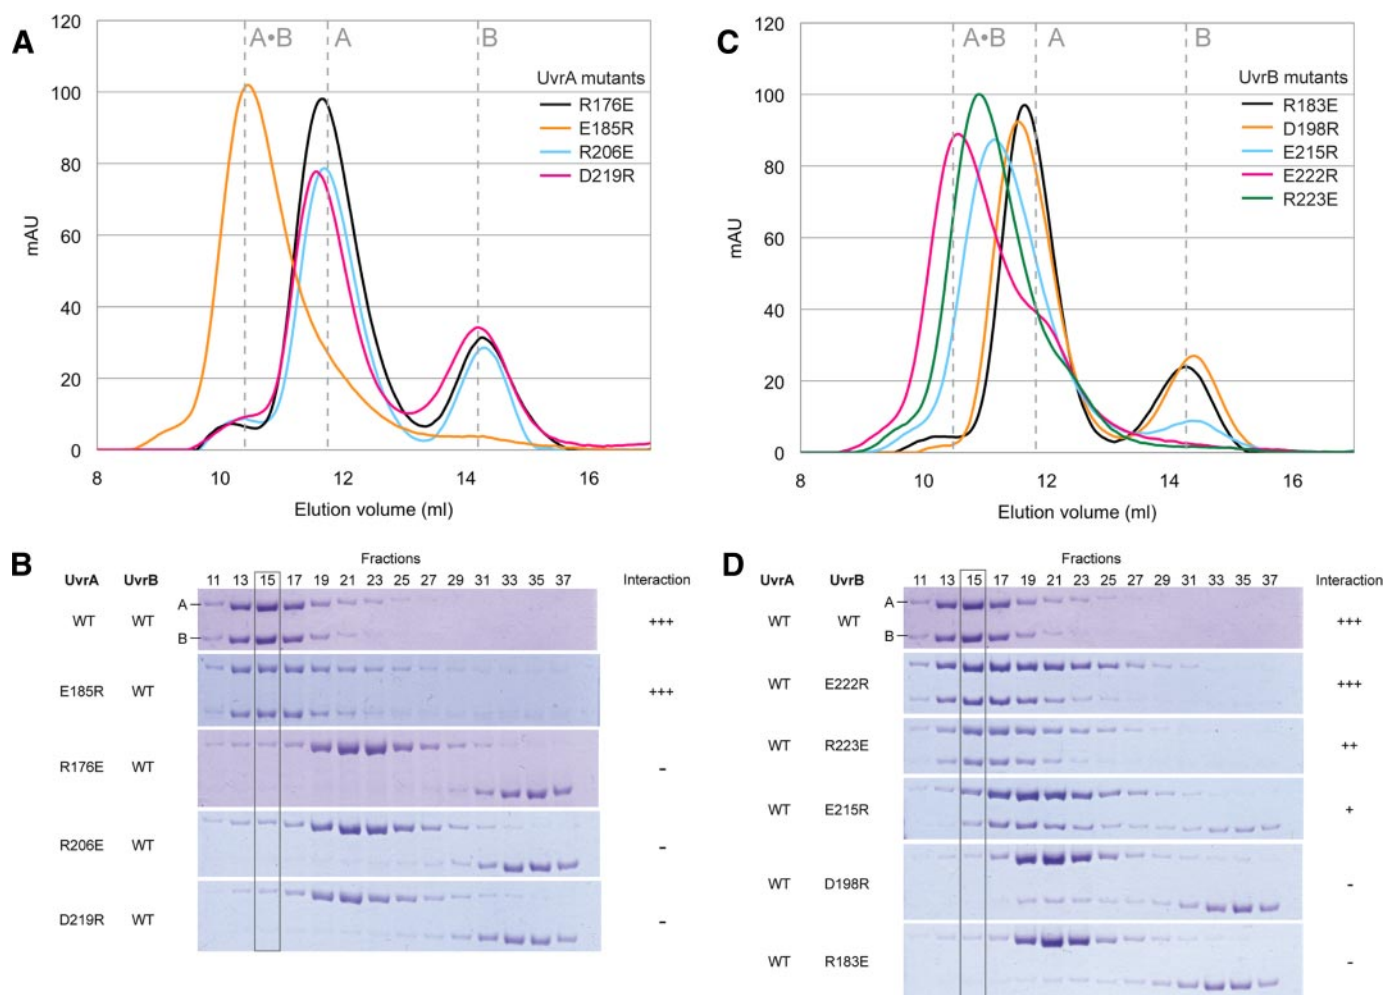 A
120
100
80
60
40
20
0
mAU
A•B
A
B
UvrA mutants
R176E
E185R
R206E
D219R
8 10 12 14 16
Elution volume (ml)
C
120
100
80
60
40
20
0
mAU
A•B
A
B
UvrB mutants
R183E
D198R
E215R
E222R
R223E
8 10 12 14 16
Elution volume (ml)
B
Fractions
UvrA UvrB 11 13 15 17 19 21 23 25 27 29 31 33 35 37 Interaction
A
WT WT +++
B
E185R WT +++
R176E WT –
R206E WT –
D219R WT –
D
Fractions
UvrA UvrB 11 13 15 17 19 21 23 25 27 29 31 33 35 37 Interaction
A
WT WT +++
B
WT E222R +++
WT R223E ++
WT E215R +
WT D198R -
WT R183E -